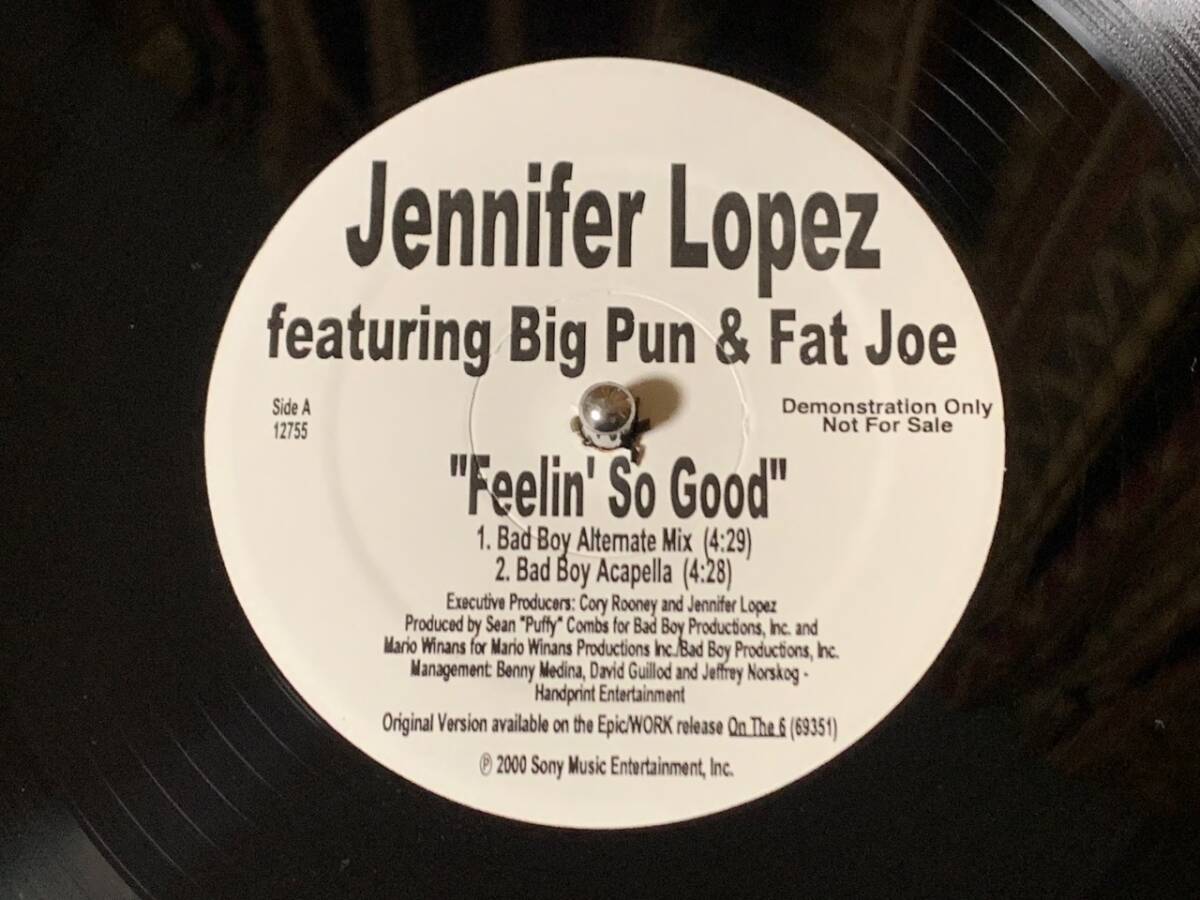 Jennifer Lopez
featuring Big Pun & Fat Joe
Side A
12755
Demonstration Only
Not For Sale
"Feelin' So Good"
1. Bad Boy Alternate Mix (4:29)
2. Bad Boy Acapella (4:28)
Executive Producers: Cory Rooney and Jennifer Lopez
Produced by Sean "Puffy" Combs for Bad Boy Productions, Inc. and
Mario Winans for Mario Winans Productions Inc./Bad Boy Productions, Inc.
Management: Benny Medina, David Guillod and Jeffrey Norskog -
Handprint Entertainment
Original Version available on the Epic/WORK release On The 6 (69351)
℗ 2000 Sony Music Entertainment, Inc.